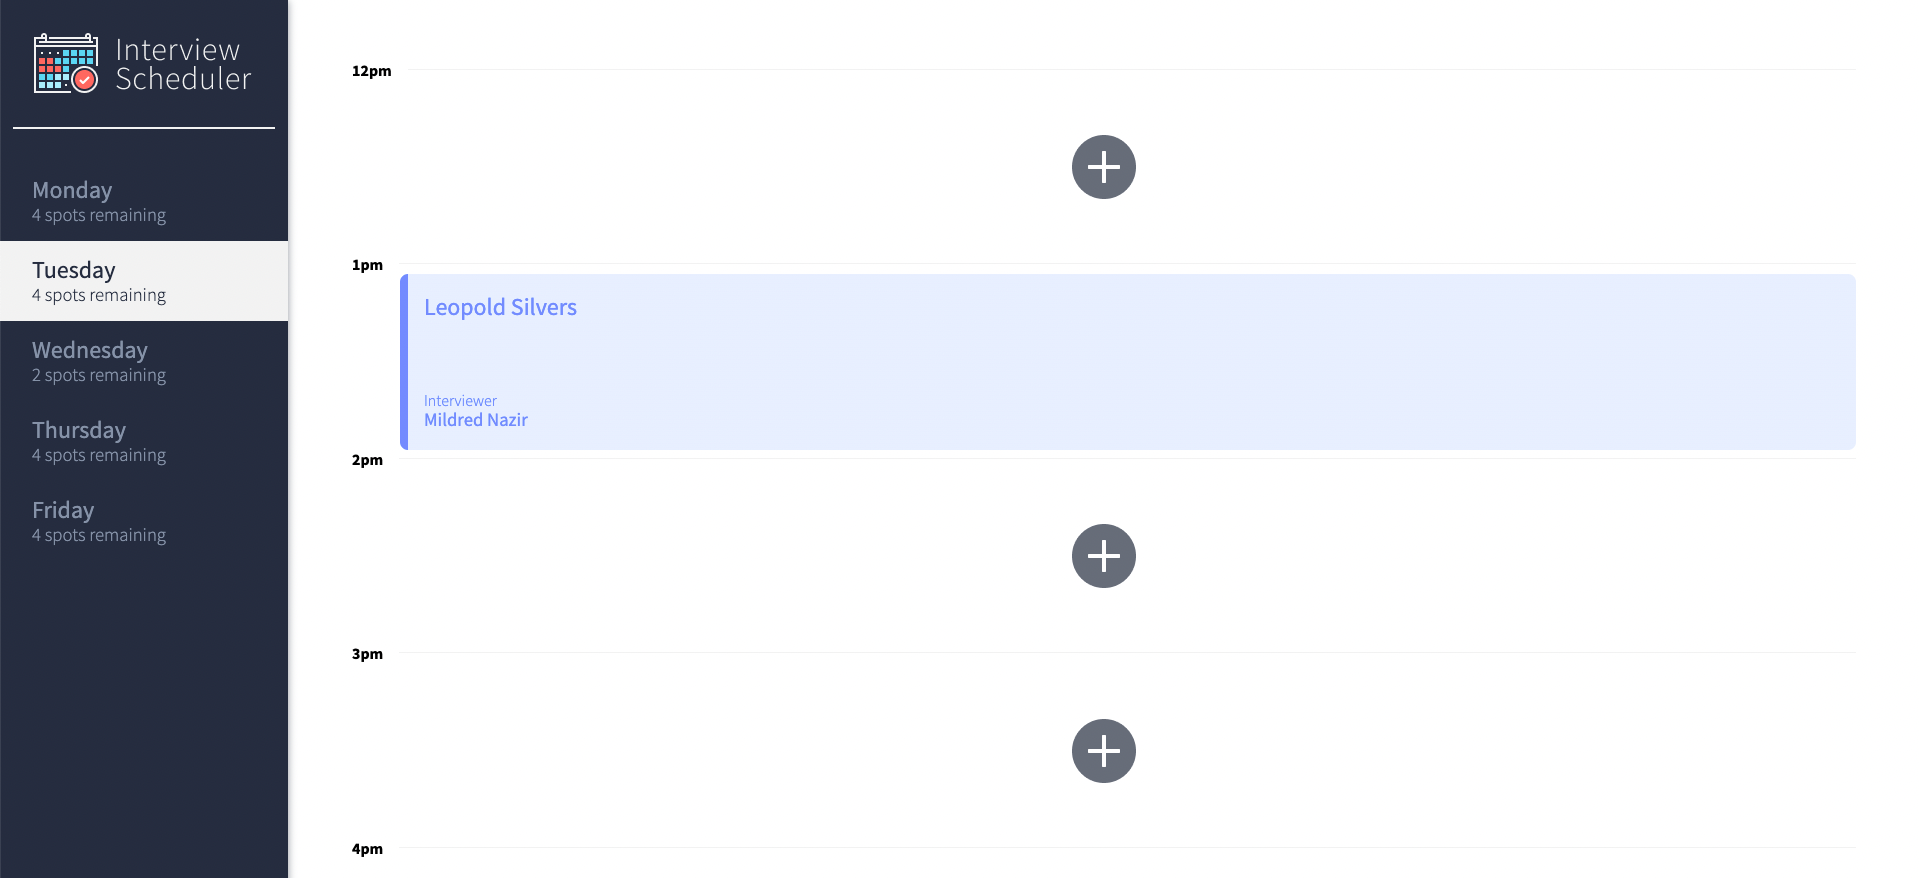 Interview
Scheduler
Monday
4 spots remaining
Tuesday
4 spots remaining
Wednesday
2 spots remaining
Thursday
4 spots remaining
Friday
4 spots remaining
12pm
1pm
Leopold Silvers
Interviewer
Mildred Nazir
2pm
3pm
4pm